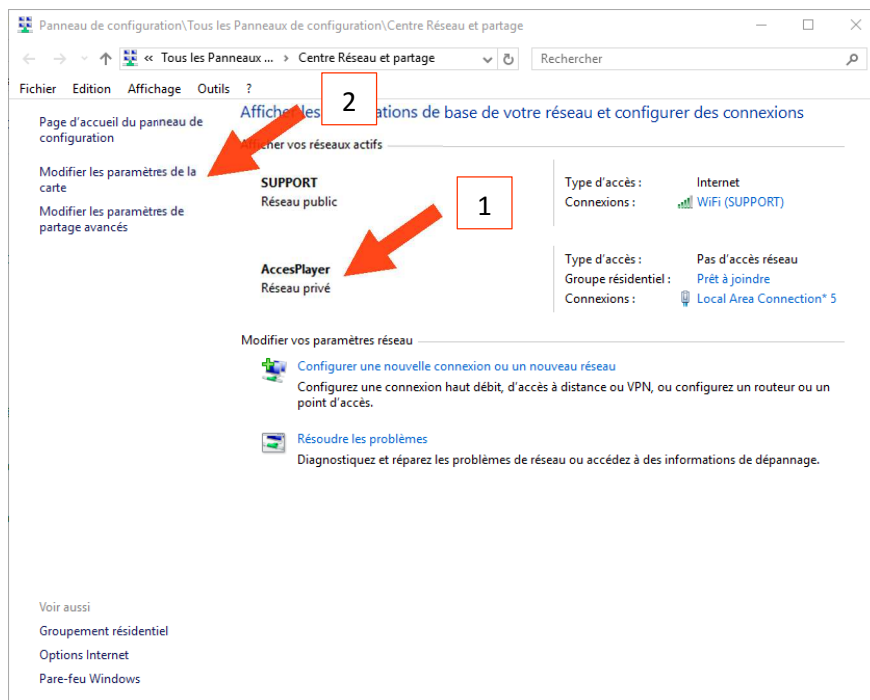 Panneau de configuration\Tous les Panneaux de configuration\Centre Réseau et partage
« Tous les Panneaux ... › Centre Réseau et partage
Rechercher
Fichier Edition Affichage Outils ?
2
Afficher les ations de base de votre réseau et configurer des connexions
Page d'accueil du panneau de
configuration
Afficher vos réseaux actifs
Modifier les paramètres de la
carte
Modifier les paramètres de
partage avancés
SUPPORT
Réseau public
Type d'accès : Internet
Connexions : WiFi (SUPPORT)
1
AccesPlayer
Réseau privé
Type d'accès : Pas d'accès réseau
Groupe résidentiel : Prêt à joindre
Connexions : Local Area Connection* 5
Modifier vos paramètres réseau
Configurer une nouvelle connexion ou un nouveau réseau
Configurez une connexion haut débit, d'accès à distance ou VPN, ou configurez un routeur ou un
point d'accès.
Résoudre les problèmes
Diagnostiquez et réparez les problèmes de réseau ou accédez à des informations de dépannage.
Voir aussi
Groupement résidentiel
Options Internet
Pare-feu Windows